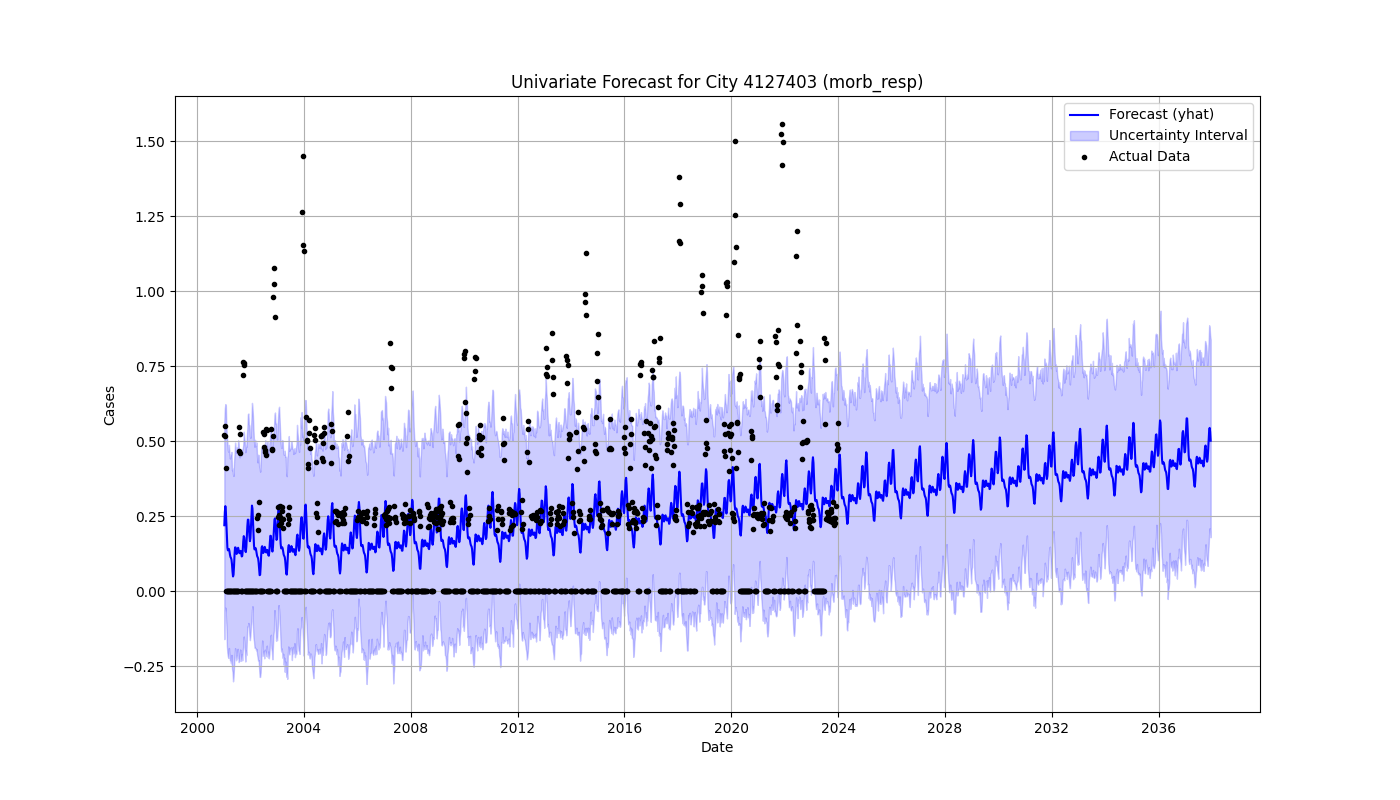 Univariate Forecast for City 4127403 (morb_resp)
Forecast (yhat)
Uncertainty Interval
Actual Data
1.50
1.25
1.00
0.75
0.50
0.25
0.00
−0.25
Cases
2000 2004 2008 2012 2016 2020 2024 2028 2032 2036
Date